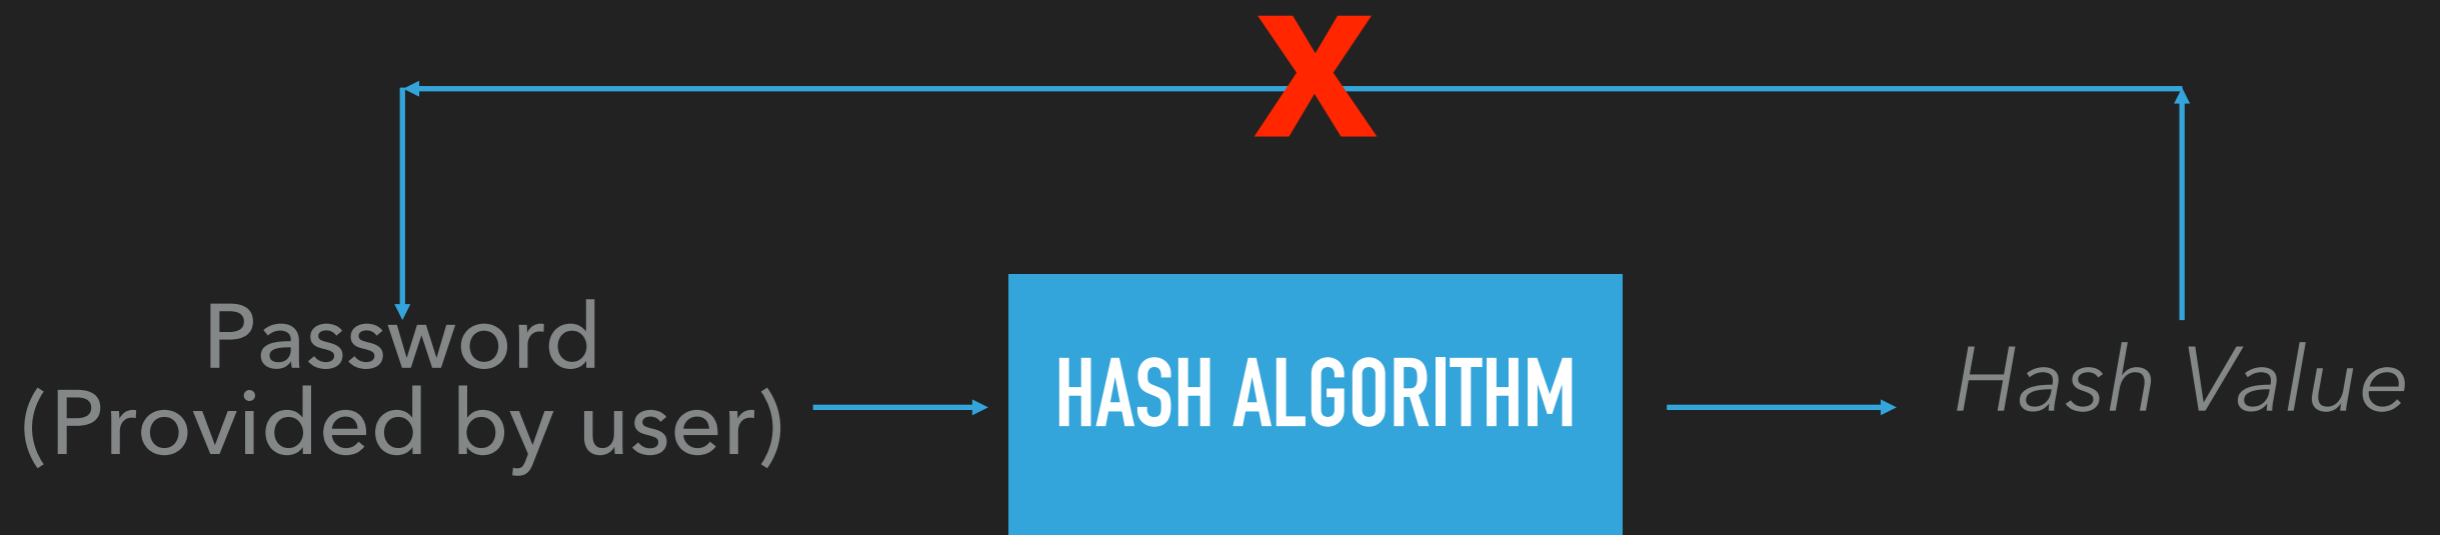 X
Password
(Provided by user)
HASH ALGORITHM
Hash Value